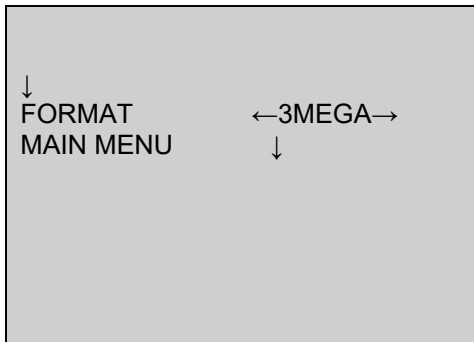 ↓
FORMAT ←3MEGA→
MAIN MENU ↓